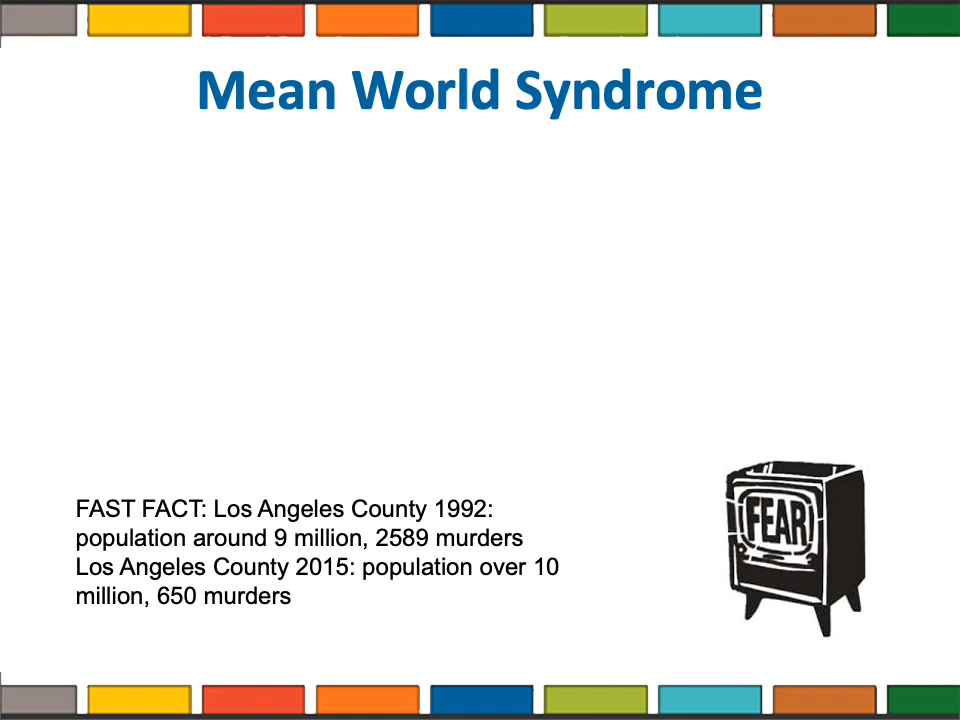 Mean World Syndrome
FAST FACT: Los Angeles County 1992:
population around 9 million, 2589 murders
Los Angeles County 2015: population over 10
million, 650 murders
FEAR